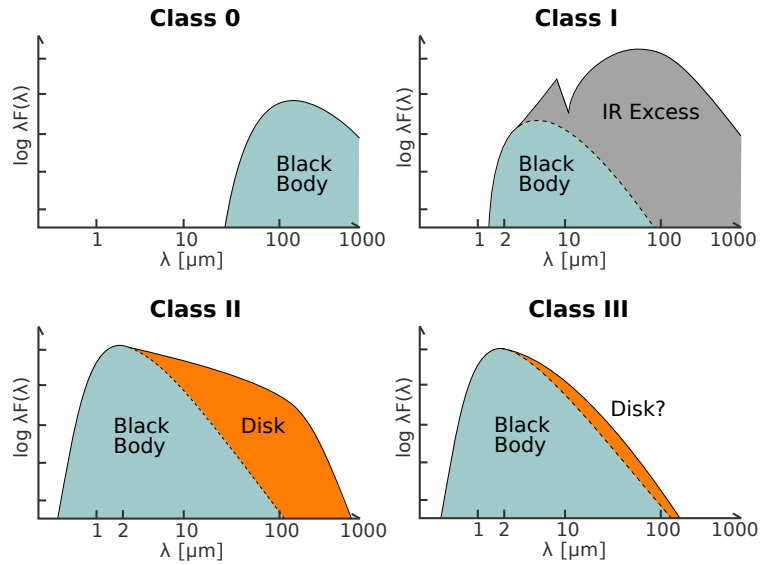 Class 0
log λF(λ)
Black
Body
1 10 100 1000
λ [µm]
Class I
log λF(λ)
IR Excess
Black
Body
1 2 10 100 1000
λ [µm]
Class II
log λF(λ)
Black
Body
Disk
1 2 10 100 1000
λ [µm]
Class III
log λF(λ)
Disk?
Black
Body
1 2 10 100 1000
λ [µm]